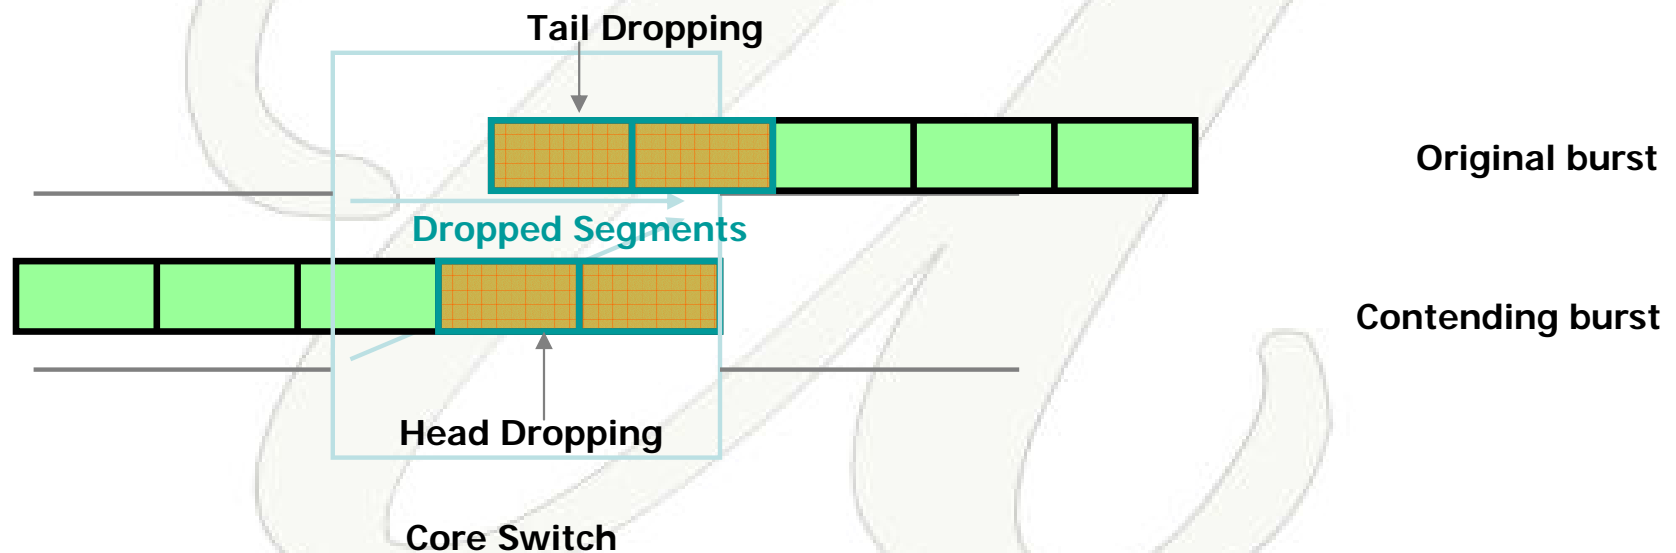 Tail Dropping
Original burst
Dropped Segments
Contending burst
Head Dropping
Core Switch